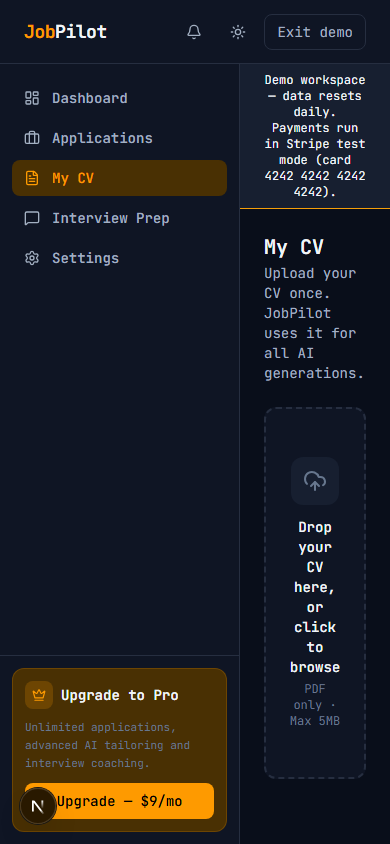 JobPilot
Exit demo
Dashboard
Applications
My CV
Interview Prep
Settings
Upgrade to Pro
Unlimited applications,
advanced AI tailoring and
interview coaching.
Upgrade — $9/mo
N
Demo workspace
— data resets
daily.
Payments run
in Stripe test
mode (card
4242 4242 4242
4242).
My CV
Upload your
CV once.
JobPilot
uses it for
all AI
generations.
Drop
your
CV
here,
or
click
to
browse
PDF
only ·
Max 5MB